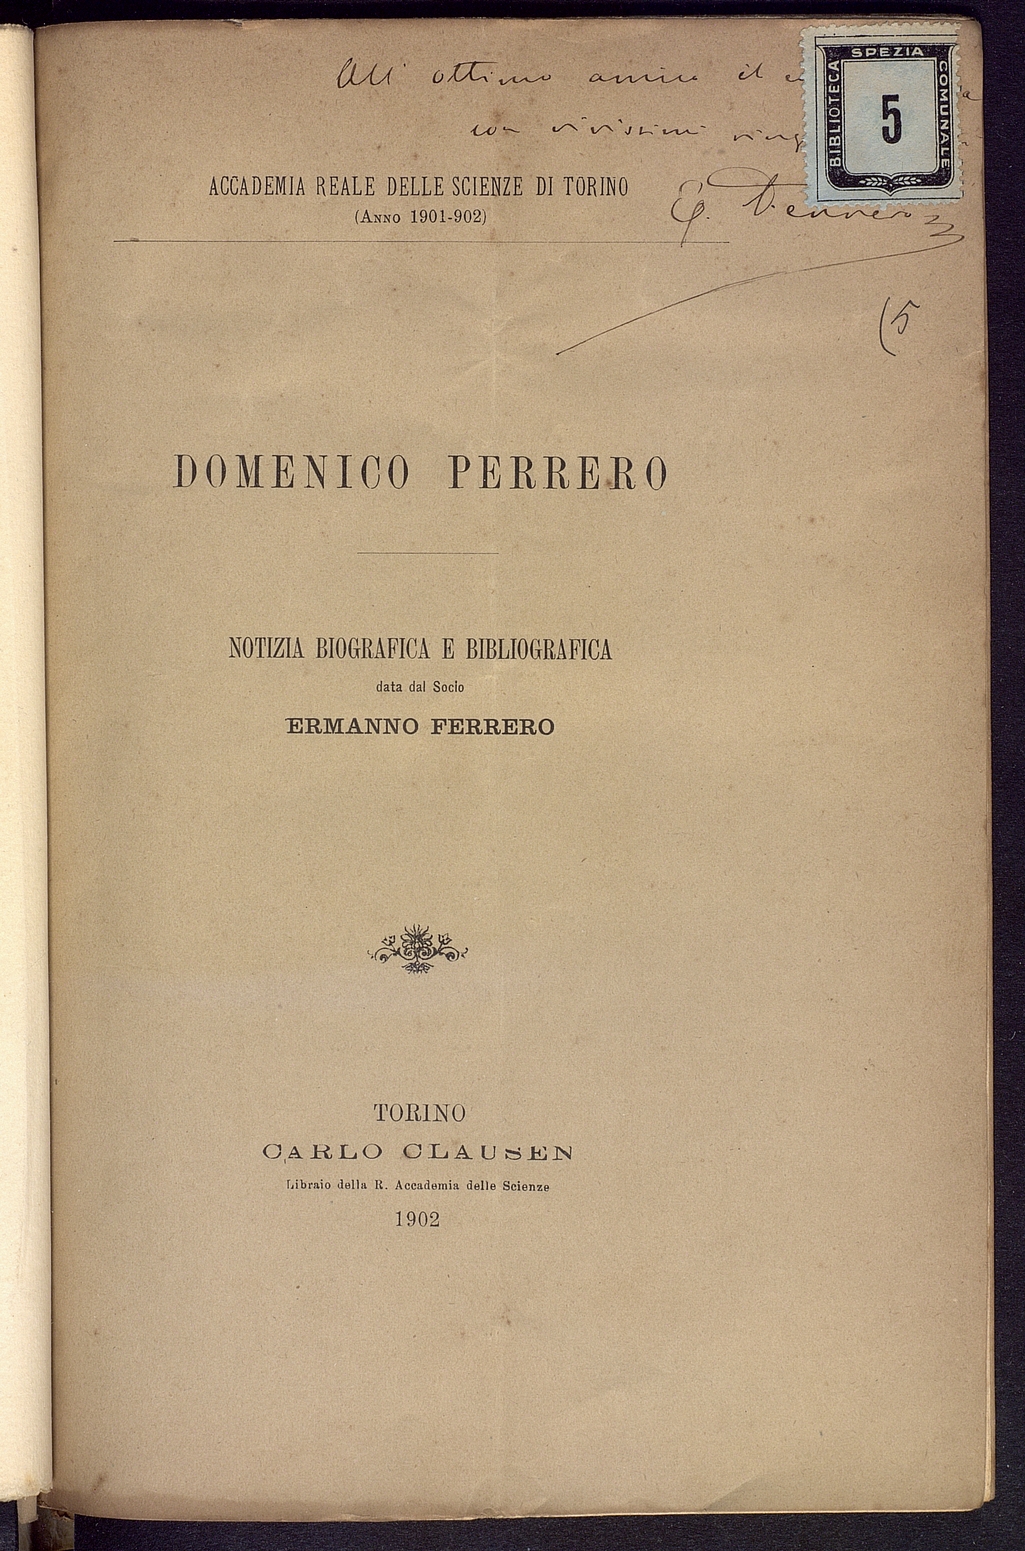 All' ottimo amico il
con vivissimi
E. Ferrero
BIBLIOTECA SPEZIA COMUNALE
5
ACCADEMIA REALE DELLE SCIENZE DI TORINO
(ANNO 1901-902)
(5
DOMENICO PERRERO
NOTIZIA BIOGRAFICA E BIBLIOGRAFICA
data dal Socio
ERMANNO FERRERO
TORINO
CARLO CLAUSEN
Libraio della R. Accademia delle Scienze
1902